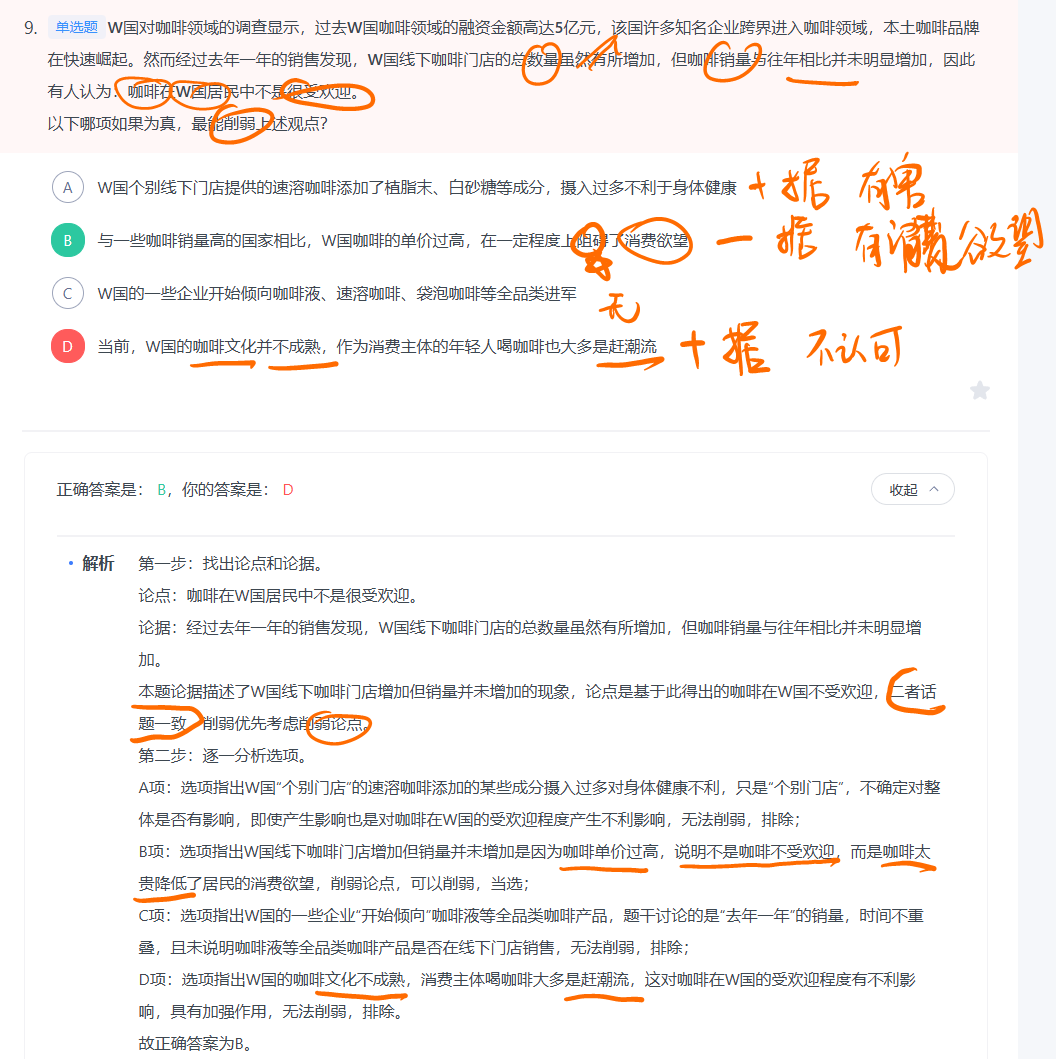 9. 单选题 W国对咖啡领域的调查显示，过去W国咖啡领域的融资金额高达5亿元，该国许多知名企业跨界进入咖啡领域，本土咖啡品牌
在快速崛起。然而经过去年一年的销售发现，W国线下咖啡门店的总数量虽然有所增加，但咖啡销量与往年相比并未明显增加，因此
有人认为：咖啡在W国居民中不是很受欢迎。
以下哪项如果为真，最能削弱上述观点？
A W国个别线下门店提供的速溶咖啡添加了植脂末、白砂糖等成分，摄入过多不利于身体健康 + 据 有害
B 与一些咖啡销量高的国家相比，W国咖啡的单价过高，在一定程度上阻碍了消费欲望 一 据 有消费欲望
C W国的一些企业开始倾向咖啡液、速溶咖啡、袋泡咖啡等全品类进军
无
D 当前，W国的咖啡文化并不成熟，作为消费主体的年轻人喝咖啡也大多是赶潮流 + 据 不认可
正确答案是： B，你的答案是： D
收起
解析 第一步：找出论点和论据。
论点：咖啡在W国居民中不是很受欢迎。
论据：经过去年一年的销售发现，W国线下咖啡门店的总数量虽然有所增加，但咖啡销量与往年相比并未明显增
加。
本题论据描述了W国线下咖啡门店增加但销量并未增加的现象，论点是基于此得出的咖啡在W国不受欢迎，二者话
题一致，削弱优先考虑削弱论点。
第二步：逐一分析选项。
A项：选项指出W国“个别门店”的速溶咖啡添加的某些成分摄入过多对身体健康不利，只是“个别门店”，不确定对整
体是否有影响，即使产生影响也是对咖啡在W国的受欢迎程度产生不利影响，无法削弱，排除；
B项：选项指出W国线下咖啡门店增加但销量并未增加是因为咖啡单价过高，说明不是咖啡不受欢迎，而是咖啡太
贵降低了居民的消费欲望，削弱论点，可以削弱，当选；
C项：选项指出W国的一些企业“开始倾向”咖啡液等全品类咖啡产品，题干讨论的是“去年一年”的销量，时间不重
叠，且未说明咖啡液等全品类咖啡产品是否在线下门店销售，无法削弱，排除；
D项：选项指出W国的咖啡文化不成熟，消费主体喝咖啡大多是赶潮流，这对咖啡在W国的受欢迎程度有不利影
响，具有加强作用，无法削弱，排除。
故正确答案为B。